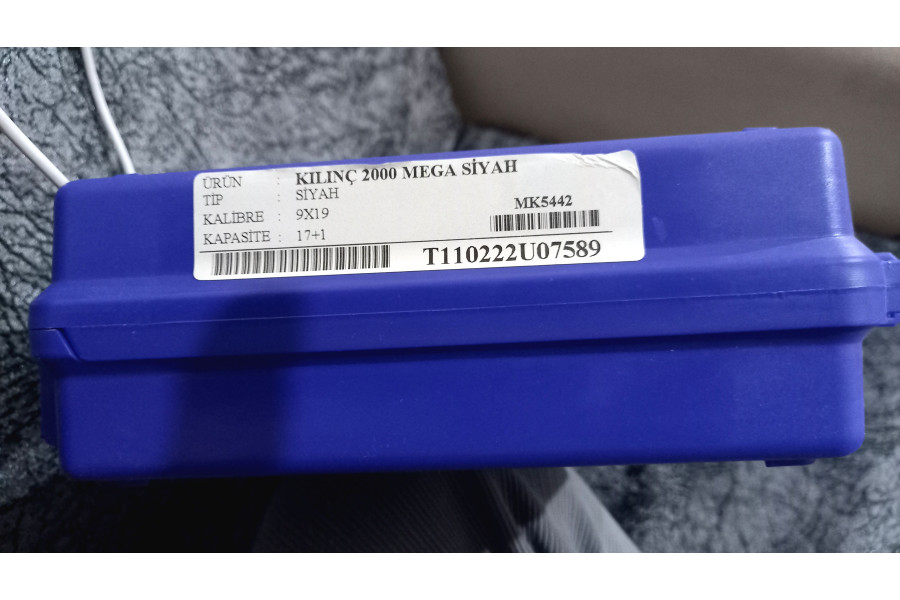 ÜRÜN : KILINÇ 2000 MEGA SİYAH
TİP : SİYAH
KALİBRE : 9X19
KAPASİTE : 17+1
MK5442
T110222U07589